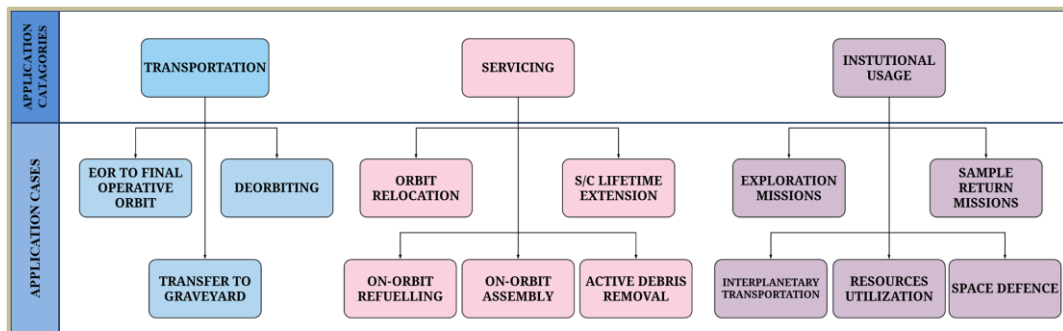 APPLICATION
CATAGORIES
TRANSPORTATION
SERVICING
INSTUTIONAL
USAGE
APPLICATION CASES
EOR TO FINAL
OPERATIVE
ORBIT
DEORBITING
ORBIT
RELOCATION
S/C LIFETIME
EXTENSION
EXPLORATION
MISSIONS
SAMPLE
RETURN
MISSIONS
TRANSFER TO
GRAVEYARD
ON-ORBIT
REFUELLING
ON-ORBIT
ASSEMBLY
ACTIVE DEBRIS
REMOVAL
INTERPLANETARY
TRANSPORTATION
RESOURCES
UTILIZATION
SPACE DEFENCE